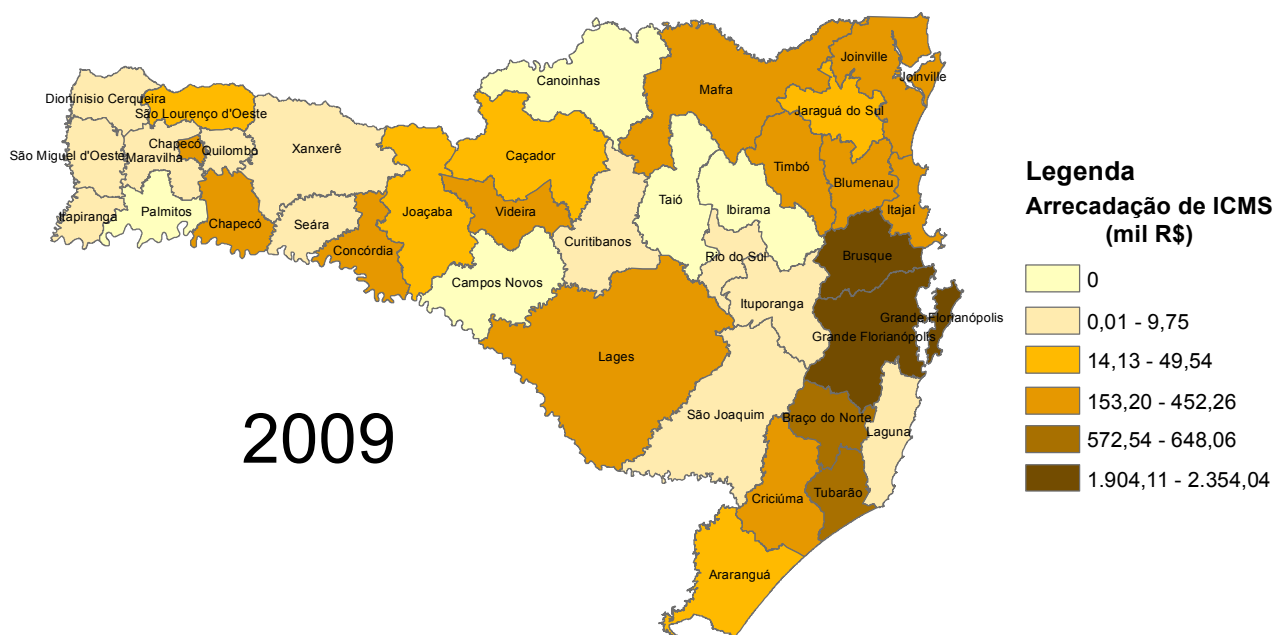 Joinville
Joinville
Canoinhas
Mafra
Dionínisio Cerqueira
Jaraguá do Sul
São Lourenço d'Oeste
Chapecó
São Miguel d'Oeste
Maravilha
Quilombo
Xanxerê
Caçador
Timbó
Blumenau
Taió
Ibirama
Itapiranga
Palmitos
Chapecó
Seára
Joaçaba
Videira
Itajaí
Concórdia
Curitibanos
Rio do Sul
Brusque
Campos Novos
Ituporanga
Grande Florianópolis
Grande Florianópolis
Lages
São Joaquim
Braço do Norte
Laguna
Criciúma
Tubarão
Araranguá
2009
Legenda
Arrecadação de ICMS
(mil R$)
0
0,01 - 9,75
14,13 - 49,54
153,20 - 452,26
572,54 - 648,06
1.904,11 - 2.354,04